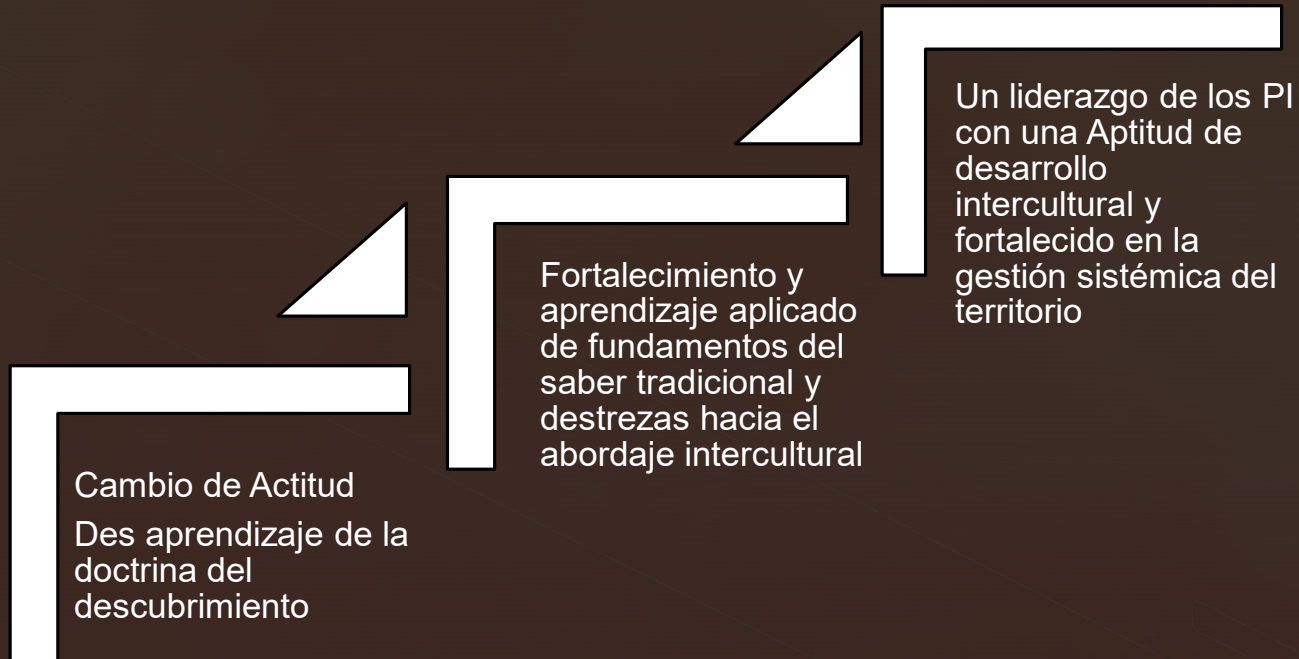 Cambio de Actitud
Des aprendizaje de la
doctrina del
descubrimiento
Fortalecimiento y
aprendizaje aplicado
de fundamentos del
saber tradicional y
destrezas hacia el
abordaje intercultural
Un liderazgo de los PI
con una Aptitud de
desarrollo
intercultural y
fortalecido en la
gestión sistémica del
territorio